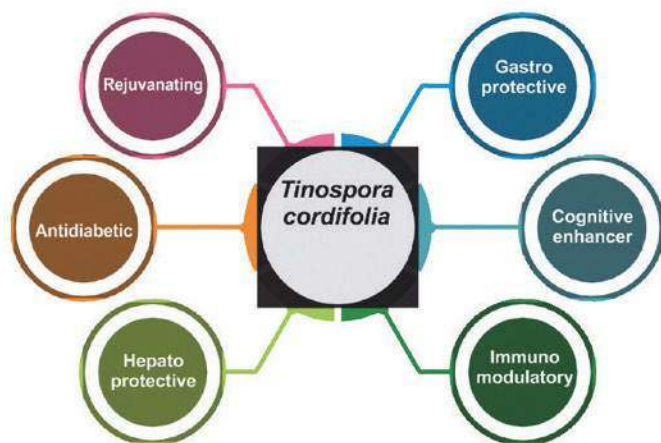 Rejuvanating
Gastro
protective
Tinospora
cordifolia
Antidiabetic
Cognitive
enhancer
Hepato
protective
Immuno
modulatory